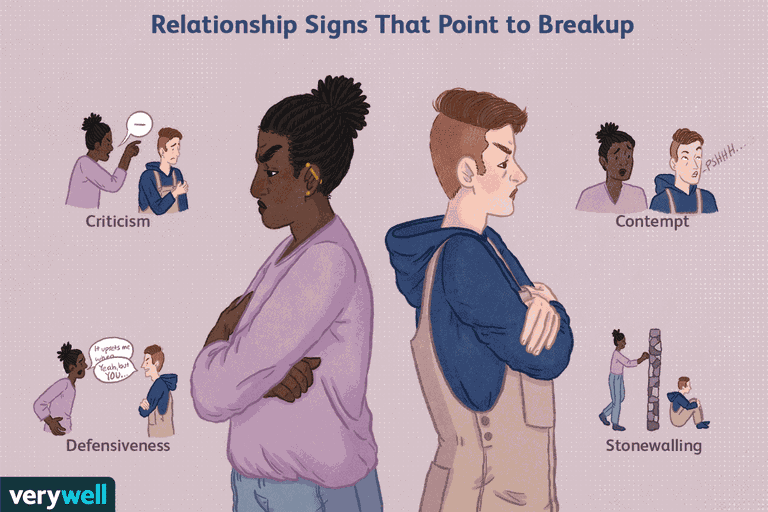 Relationship Signs That Point to Breakup
—
Criticism
-PSHHH...
Contempt
It upsets me
when
Yeah, but
YOU...
Defensiveness
Stonewalling
verywell